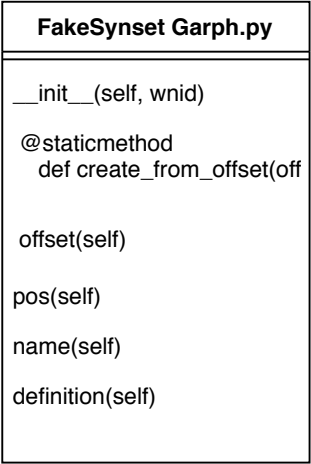 FakeSynset Garph.py
__init__(self, wnid)
@staticmethod
def create_from_offset(off
offset(self)
pos(self)
name(self)
definition(self)